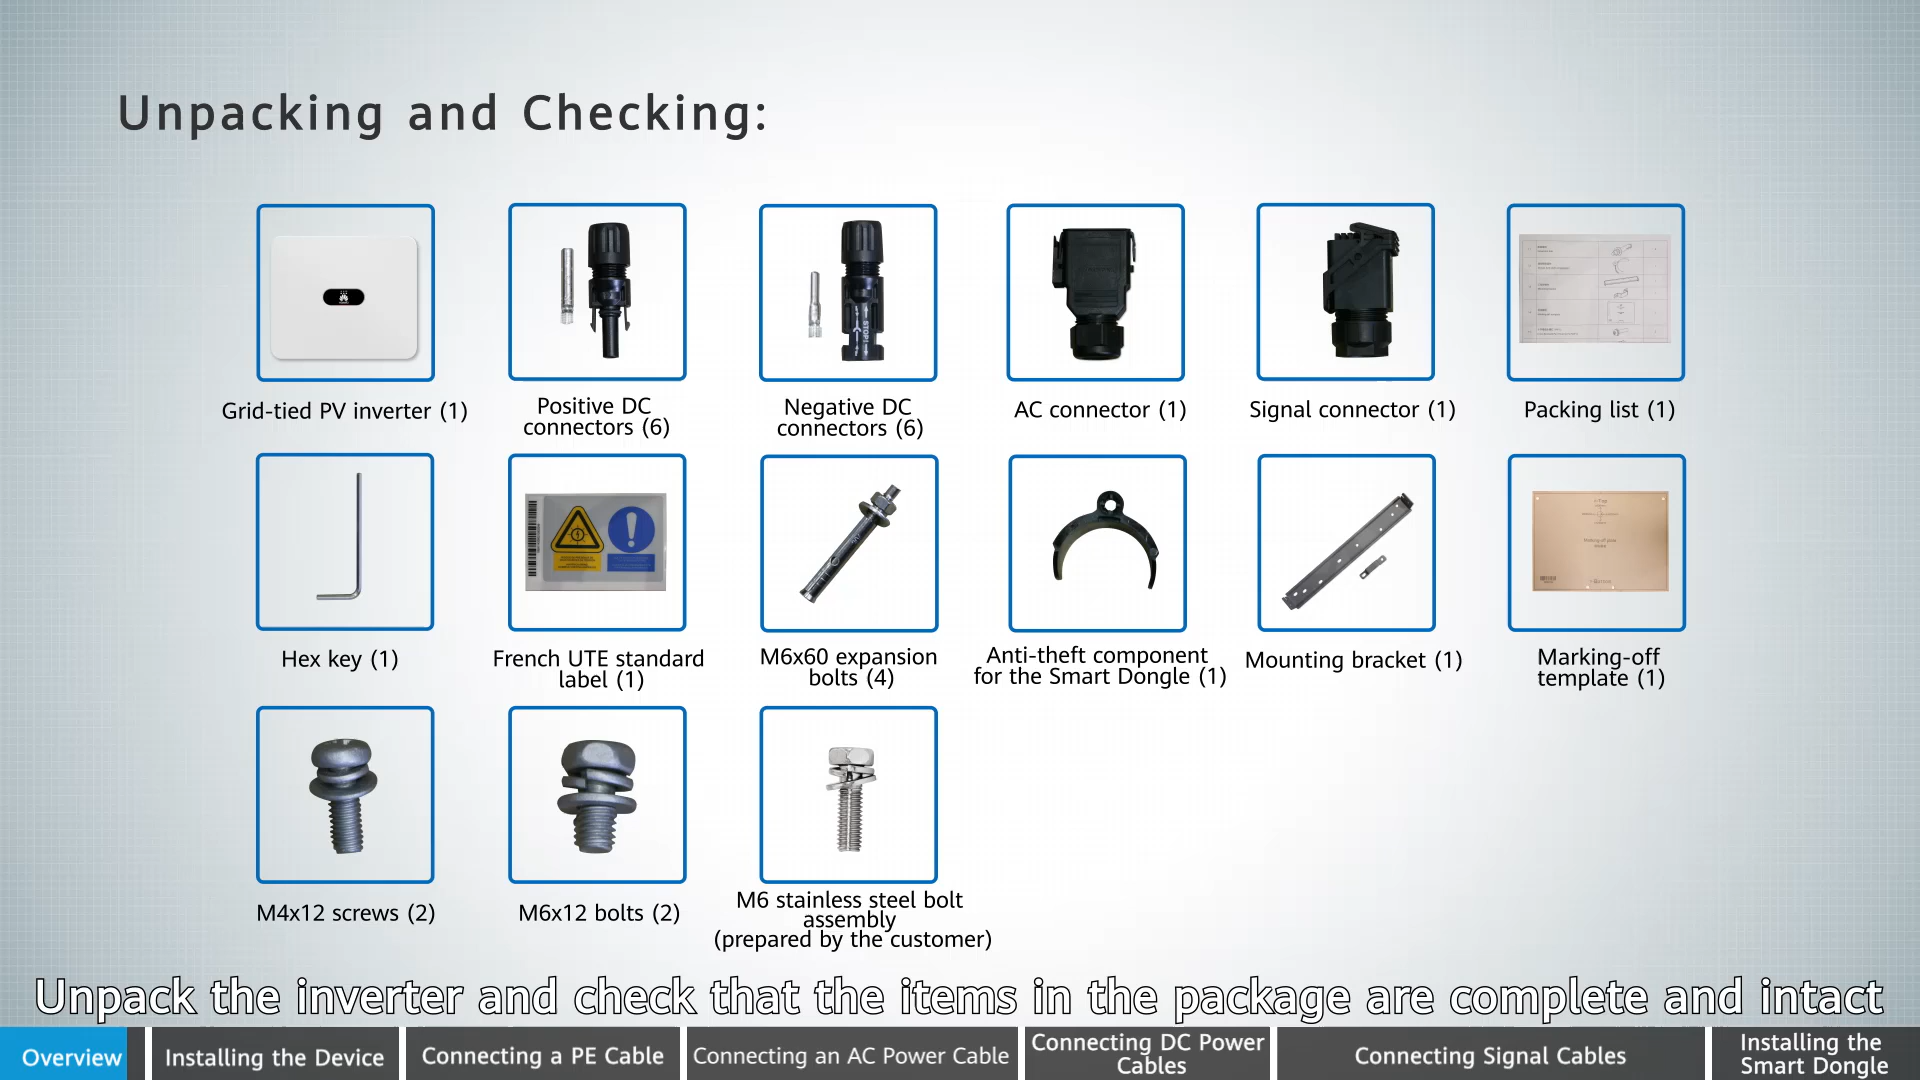 Unpacking and Checking:
STOP!
Grid-tied PV inverter (1)
Positive DC
connectors (6)
Negative DC
connectors (6)
AC connector (1)
Signal connector (1)
Packing list (1)
Hex key (1)
French UTE standard
label (1)
M6x60 expansion
bolts (4)
Anti-theft component
for the Smart Dongle (1)
Mounting bracket (1)
Marking-off
template (1)
M4x12 screws (2)
M6x12 bolts (2)
M6 stainless steel bolt
assembly
(prepared by the customer)
Unpack the inverter and check that the items in the package are complete and intact
Overview
Installing the Device
Connecting a PE Cable
Connecting an AC Power Cable
Connecting DC Power
Cables
Connecting Signal Cables
Installing the
Smart Dongle